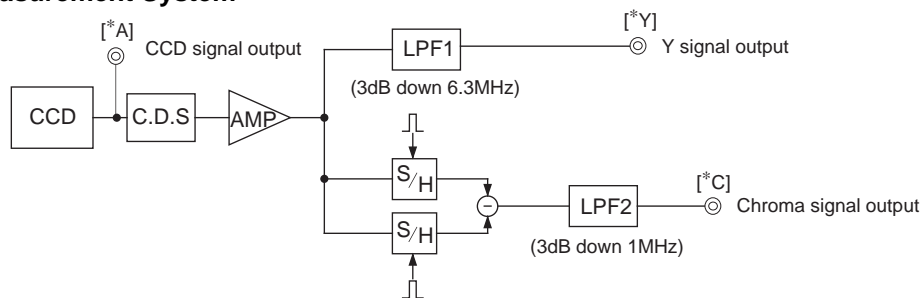 [*A]
CCD signal output
[*Y]
Y signal output
LPF1
(3dB down 6.3MHz)
CCD
C.D.S
AMP
S/H
S/H
LPF2
(3dB down 1MHz)
[*C]
Chroma signal output